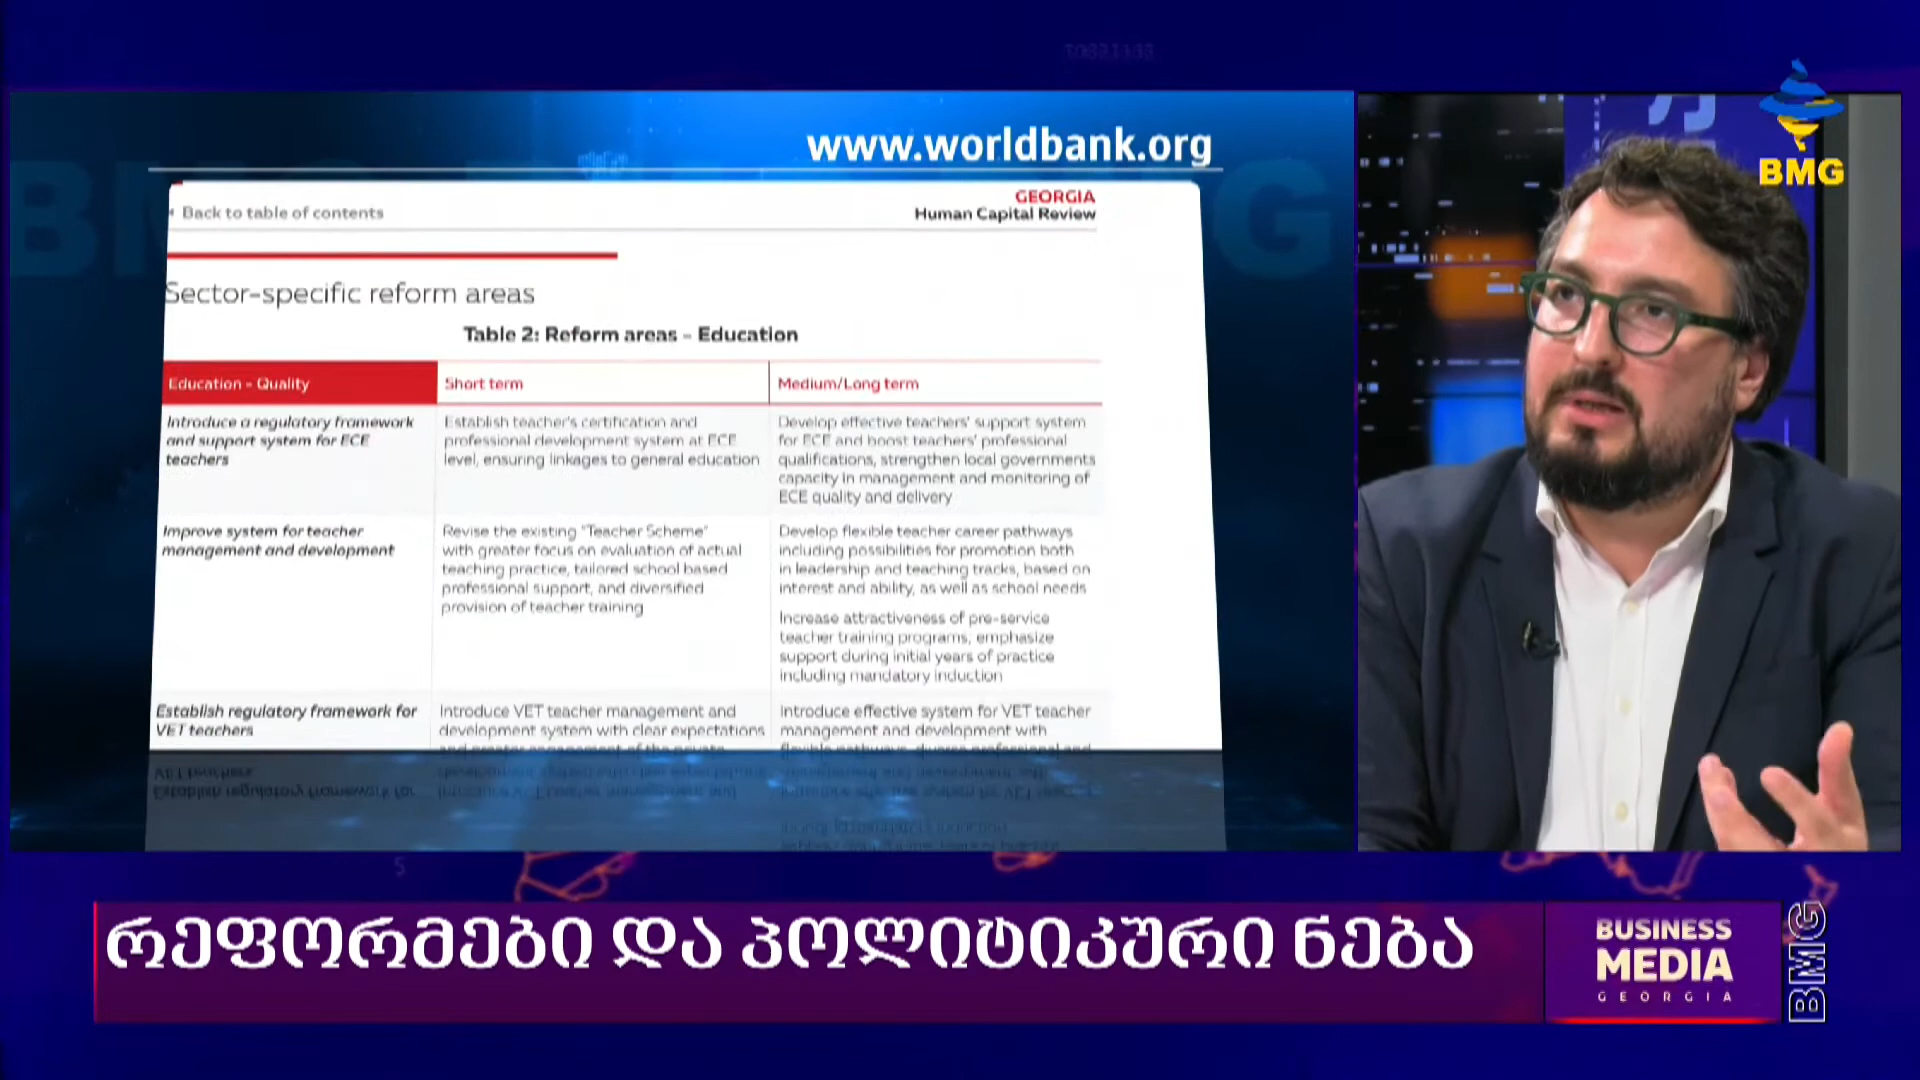 www.worldbank.org
BMG
Back to table of contents
GEORGIA
Human Capital Review
Sector-specific reform areas
Table 2: Reform areas - Education
Education - Quality
Short term
Medium/Long term
Introduce a regulatory framework
and support system for ECE
teachers
Establish teacher's certification and
professional development system at ECE
level, ensuring linkages to general education
Develop effective teachers' support system
for ECE and boost teachers' professional
qualifications, strengthen local governments
capacity in management and monitoring of
ECE quality and delivery
Improve system for teacher
management and development
Revise the existing "Teacher Scheme"
with greater focus on evaluation of actual
teaching practice, tailored school based
professional support, and diversified
provision of teacher training
Develop flexible teacher career pathways
including possibilities for promotion both
in leadership and teaching tracks, based on
interest and ability, as well as school needs
Increase attractiveness of pre-service
teacher training programs, emphasize
support during initial years of practice
including mandatory induction
Establish regulatory framework for
VET teachers
Introduce VET teacher management and
development system with clear expectations
Introduce effective system for VET teacher
management and development with
რეფორმები და პოლიტიკური ნება
BUSINESS
MEDIA
GEORGIA
BMG